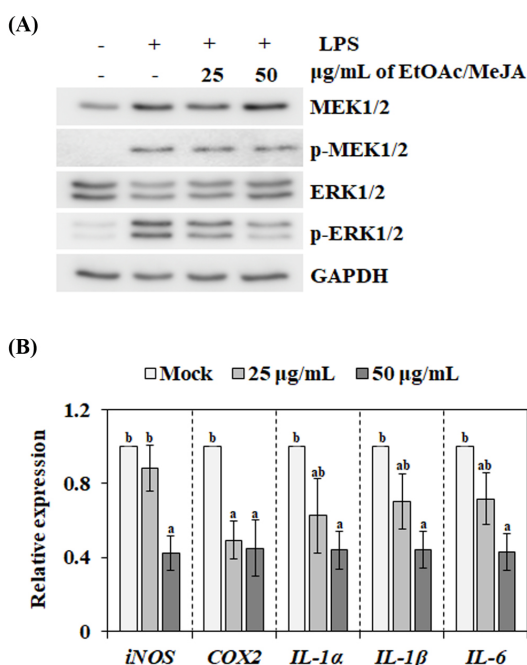 (A)
- + + + LPS
- - 25 50 µg/mL of EtOAc/MeJA
MEK1/2
p-MEK1/2
ERK1/2
p-ERK1/2
GAPDH
(B)
Mock 25 µg/mL 50 µg/mL
1.2
b b b b b b
ab ab ab
0.8
a a a a a a
0.4
0
Relative expression
iNOS COX2 IL-1α IL-1β IL-6